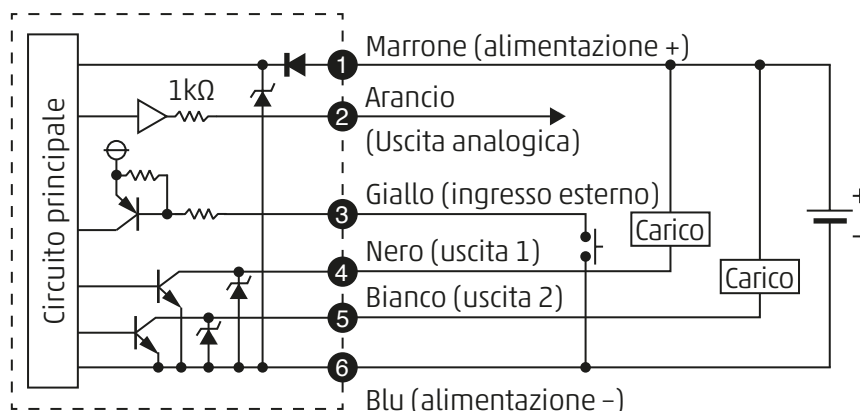 Circuito principale
1kΩ
1 Marrone (alimentazione +)
2 Arancio
(Uscita analogica)
3 Giallo (ingresso esterno)
4 Nero (uscita 1)
5 Bianco (uscita 2)
6
Blu (alimentazione –)
Carico
Carico
+
–